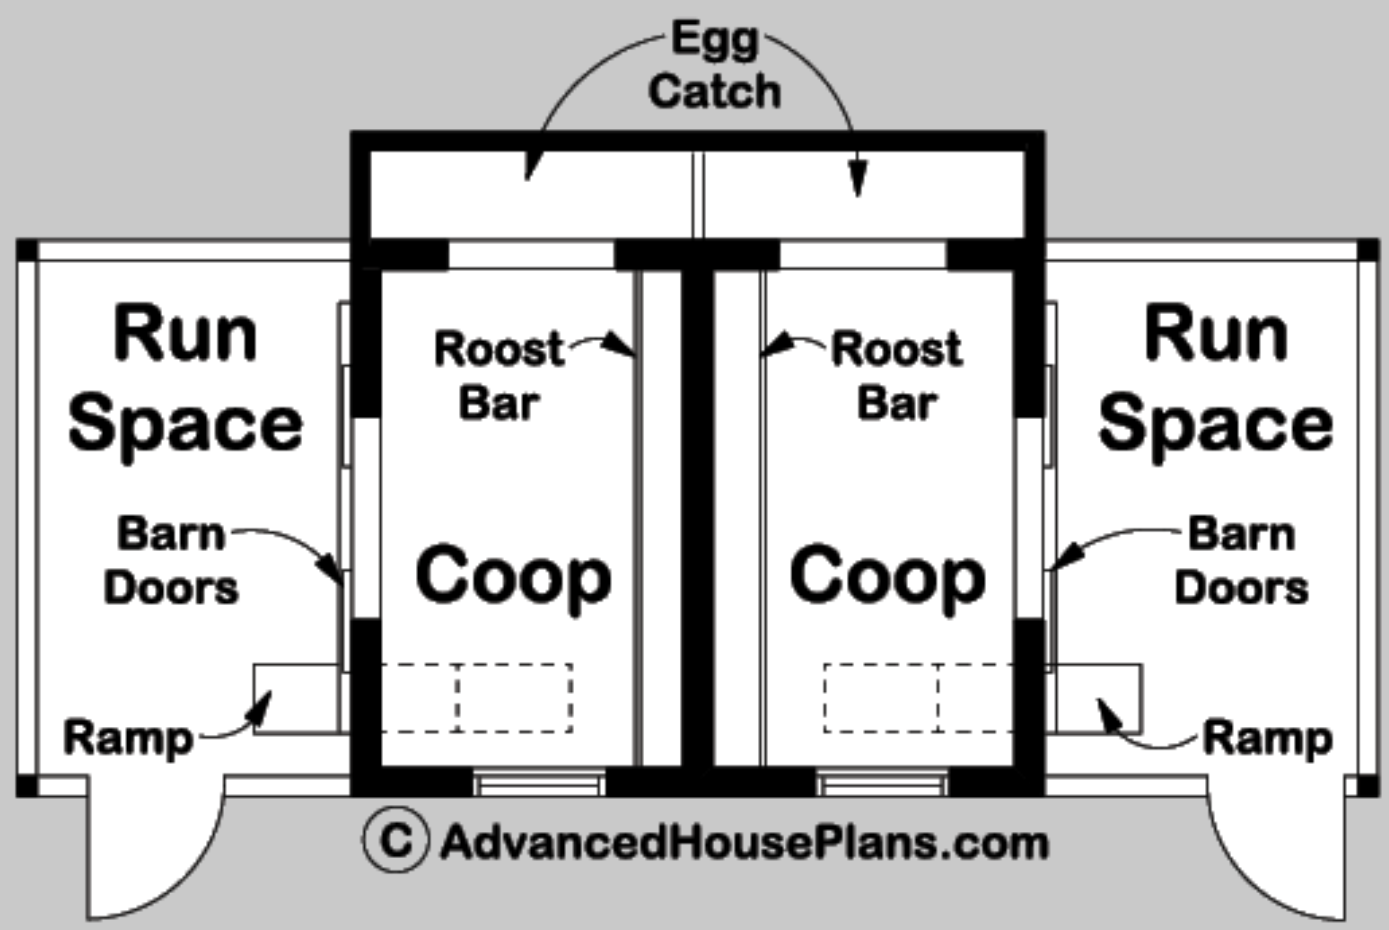 Egg
Catch
Run
Space
Roost
Bar
Roost
Bar
Run
Space
Barn
Doors
Coop
Coop
Barn
Doors
Ramp
Ramp
© AdvancedHousePlans.com